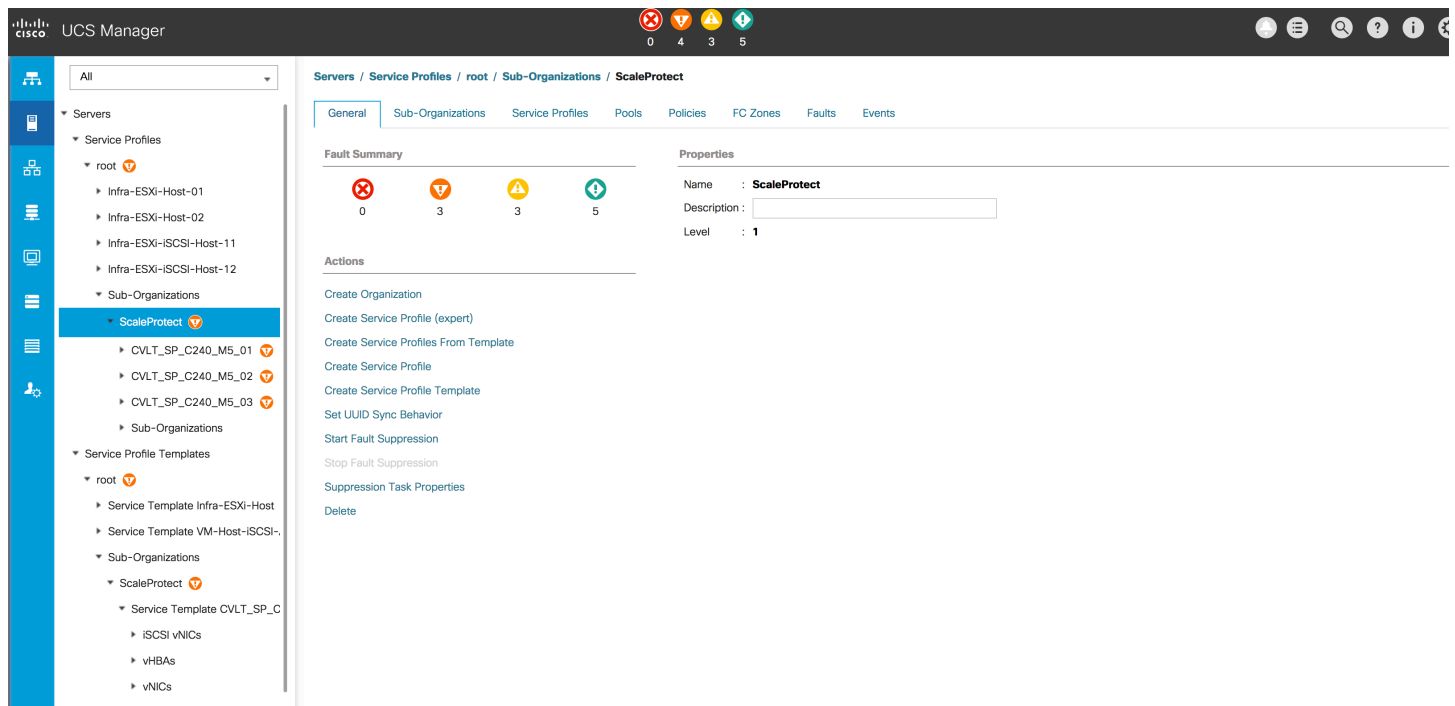 cisco UCS Manager
0 4 3 5
All
Servers
Service Profiles
root
Infra-ESXi-Host-01
Infra-ESXi-Host-02
Infra-ESXi-iSCSI-Host-11
Infra-ESXi-iSCSI-Host-12
Sub-Organizations
ScaleProtect
CVLT_SP_C240_M5_01
CVLT_SP_C240_M5_02
CVLT_SP_C240_M5_03
Sub-Organizations
Service Profile Templates
root
Service Template Infra-ESXi-Host
Service Template VM-Host-iSCSI-
Sub-Organizations
ScaleProtect
Service Template CVLT_SP_C
iSCSI vNICs
vHBAs
vNICs
Servers / Service Profiles / root / Sub-Organizations / ScaleProtect
General Sub-Organizations Service Profiles Pools Policies FC Zones Faults Events
Fault Summary
0 3 3 5
Actions
Create Organization
Create Service Profile (expert)
Create Service Profiles From Template
Create Service Profile
Create Service Profile Template
Set UUID Sync Behavior
Start Fault Suppression
Stop Fault Suppression
Suppression Task Properties
Delete
Properties
Name : ScaleProtect
Description :
Level : 1